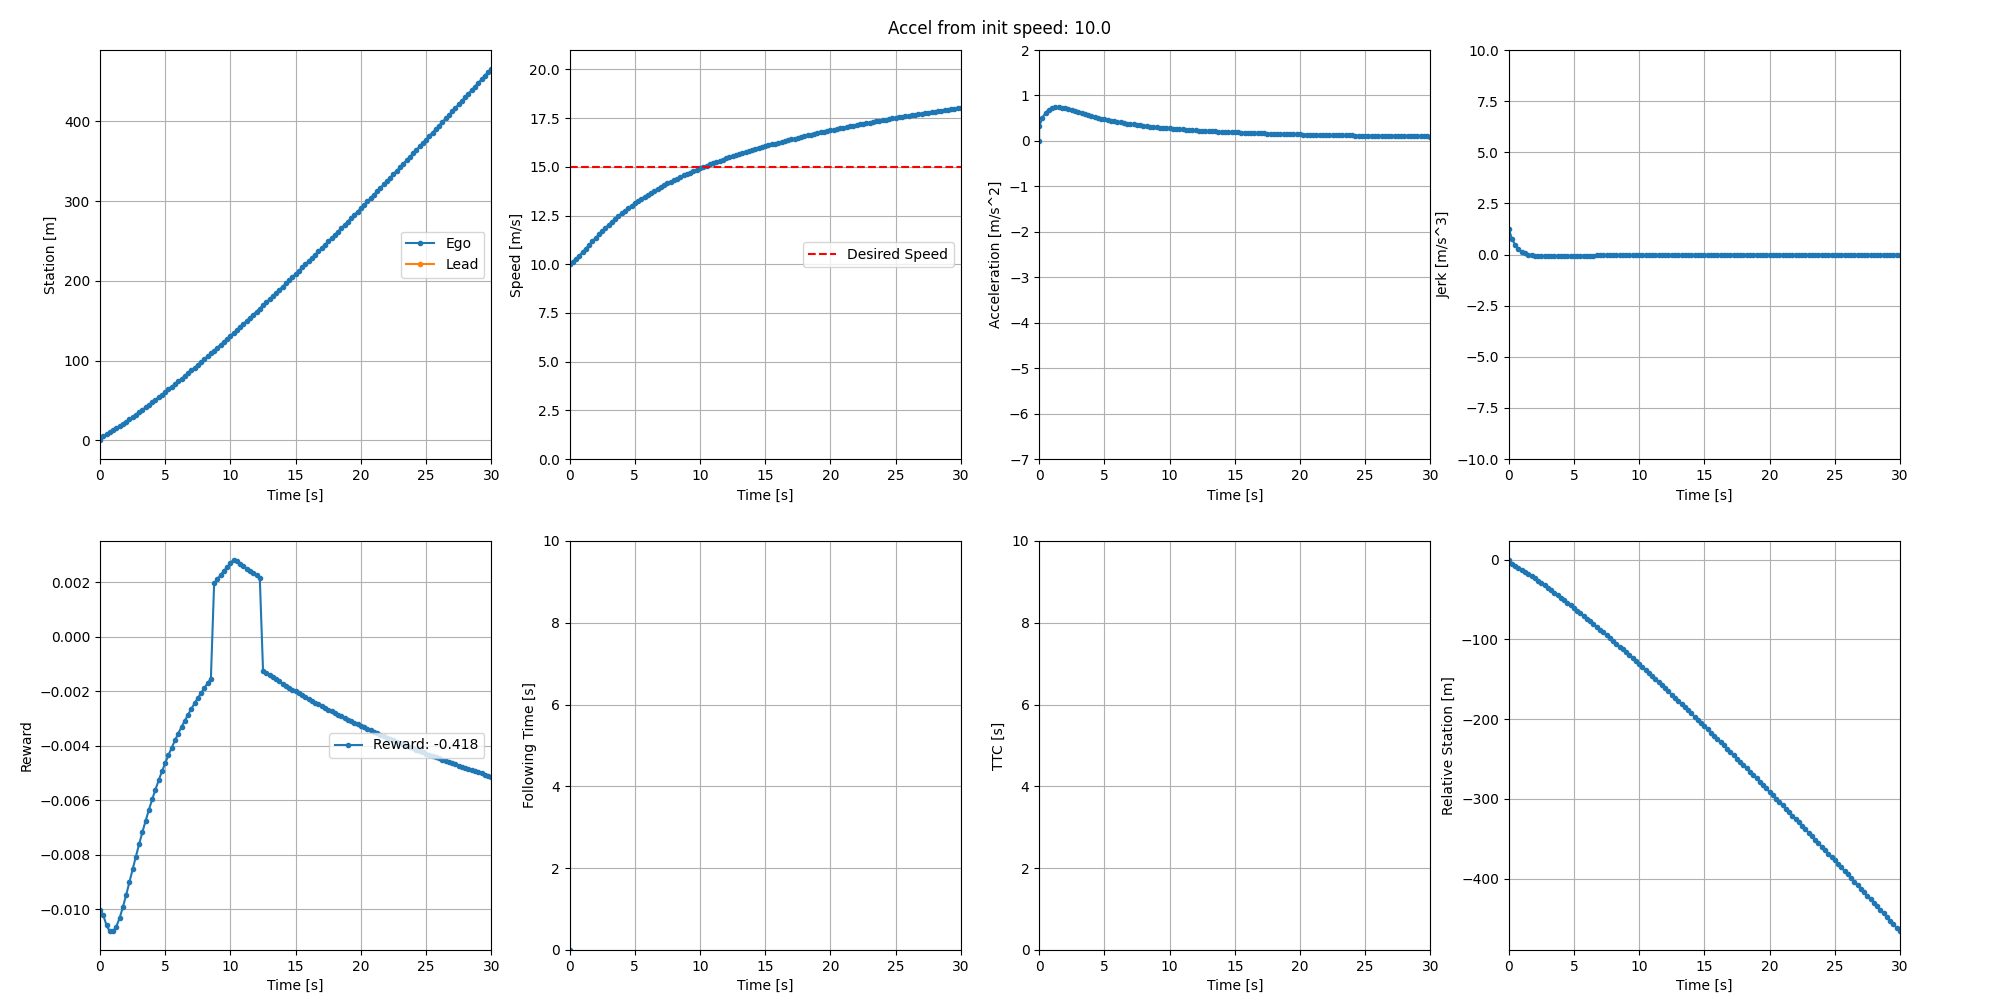 Accel from init speed: 10.0
Station [m]
400
300
200
100
0
Ego
Lead
0 5 10 15 20 25 30
Time [s]
Speed [m/s]
20.0
17.5
15.0
12.5
10.0
7.5
5.0
2.5
0.0
Desired Speed
0 5 10 15 20 25 30
Time [s]
Acceleration [m/s^2]
2
1
0
−1
−2
−3
−4
−5
−6
−7
0 5 10 15 20 25 30
Time [s]
Jerk [m/s^3]
10.0
7.5
5.0
2.5
0.0
−2.5
−5.0
−7.5
−10.0
0 5 10 15 20 25 30
Time [s]
Reward
0.002
0.000
−0.002
−0.004
−0.006
−0.008
−0.010
Reward: -0.418
0 5 10 15 20 25 30
Time [s]
Following Time [s]
10
8
6
4
2
0
0 5 10 15 20 25 30
Time [s]
TTC [s]
10
8
6
4
2
0
0 5 10 15 20 25 30
Time [s]
Relative Station [m]
0
−100
−200
−300
−400
0 5 10 15 20 25 30
Time [s]